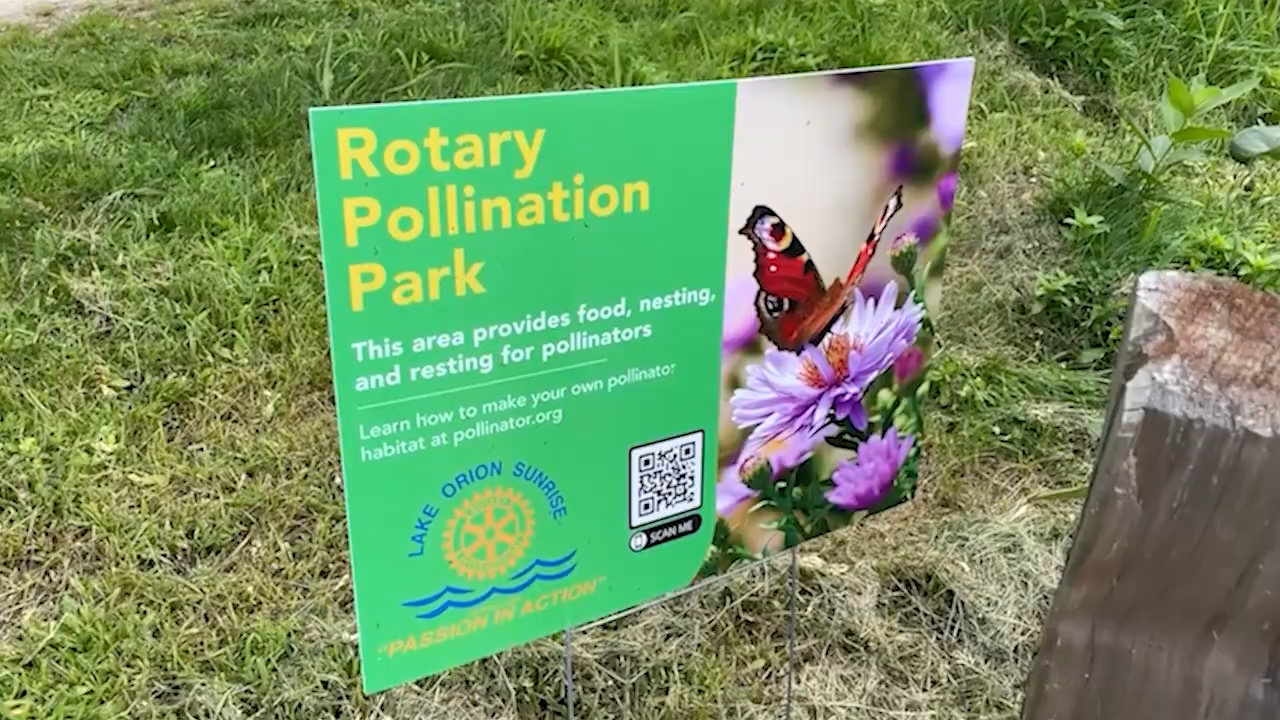 Rotary
Pollination
Park
This area provides food, nesting,
and resting for pollinators
Learn how to make your own pollinator
habitat at pollinator.org
LAKE ORION SUNRISE
SCAN ME
"PASSION IN ACTION"